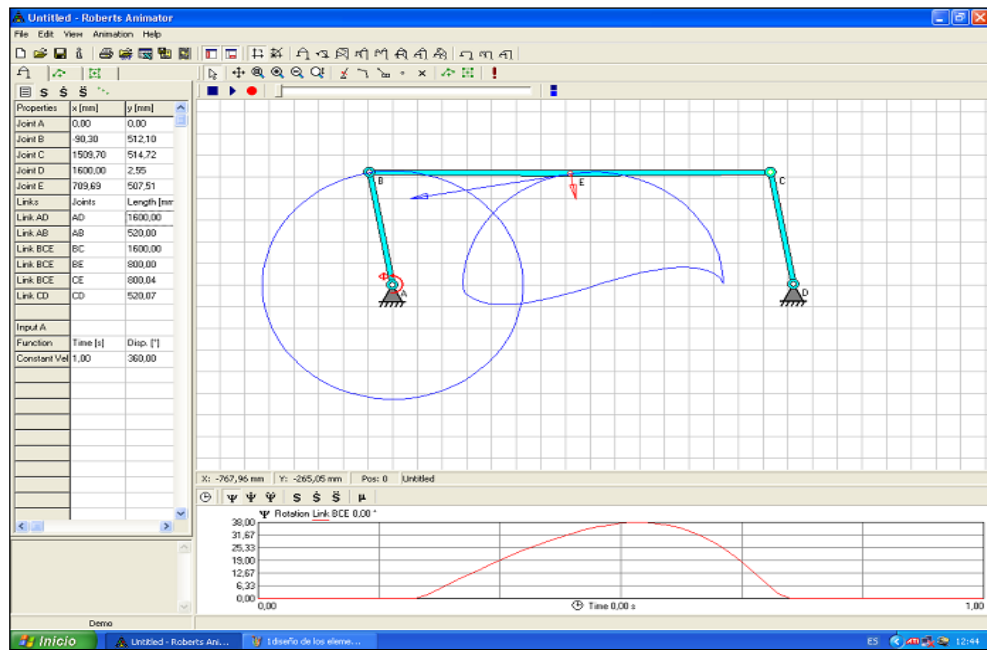 Untitled - Roberts Animator
File Edit View Animation Help
S Ṡ S̈
Properties x [mm] y [mm]
Joint A 0,00 0,00
Joint B -90,30 512,10
Joint C 1509,70 514,72
Joint D 1600,00 2,55
Joint E 709,69 507,51
Links Joints Length [mm
Link AD AD 1600,00
Link AB AB 520,00
Link BCE BC 1600,00
Link BCE BE 800,00
Link BCE CE 800,04
Link CD CD 520,07
Input A
Function Time [s] Disp. [°]
Constant Vel 1,00 360,00
B
E
C
A
D
X: -767,96 mm Y: -265,05 mm Pos: 0 Untitled
Ψ Ψ̇ Ψ̈ S Ṡ S̈ μ
Ψ Rotation Link BCE 0,00 °
38,00
31,67
25,33
19,00
12,67
6,33
0,00
0,00 Time 0,00 s 1,00
Demo
Inicio Untitled - Roberts Ani... 1diseño de los eleme... ES 12:44